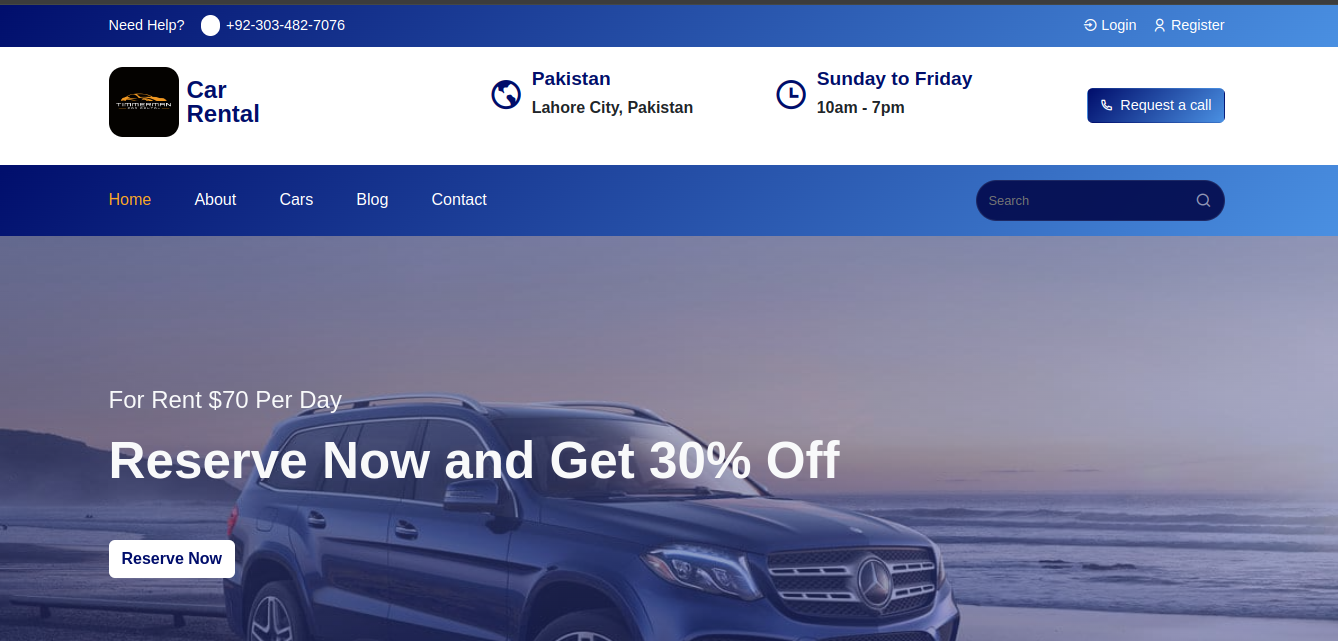 Need Help? +92-303-482-7076
Login Register
TIMMERMAN
CAR RENTAL
Car
Rental
Pakistan
Lahore City, Pakistan
Sunday to Friday
10am - 7pm
Request a call
Home About Cars Blog Contact
Search
For Rent $70 Per Day
Reserve Now and Get 30% Off
Reserve Now